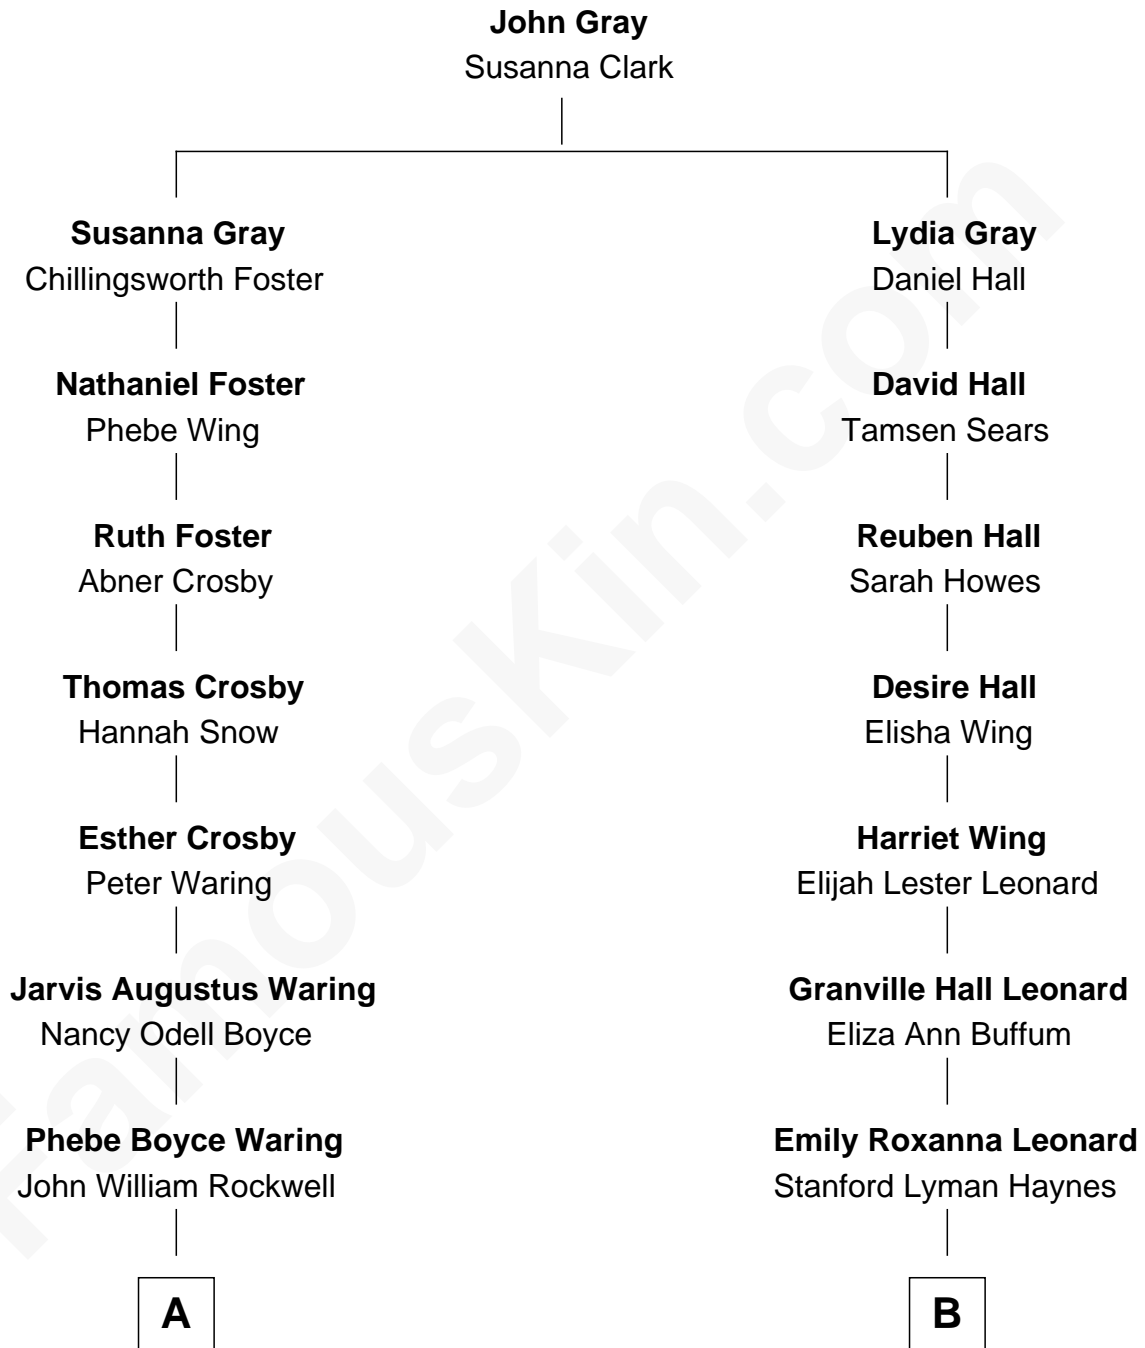 John Gray
Susanna Clark
Susanna Gray
Chillingsworth Foster
Lydia Gray
Daniel Hall
Nathaniel Foster
Phebe Wing
David Hall
Tamsen Sears
Ruth Foster
Abner Crosby
Reuben Hall
Sarah Howes
Thomas Crosby
Hannah Snow
Desire Hall
Elisha Wing
Esther Crosby
Peter Waring
Harriet Wing
Elijah Lester Leonard
Jarvis Augustus Waring
Nancy Odell Boyce
Granville Hall Leonard
Eliza Ann Buffum
Phebe Boyce Waring
John William Rockwell
Emily Roxanna Leonard
Stanford Lyman Haynes
A
B
FamousKin.com